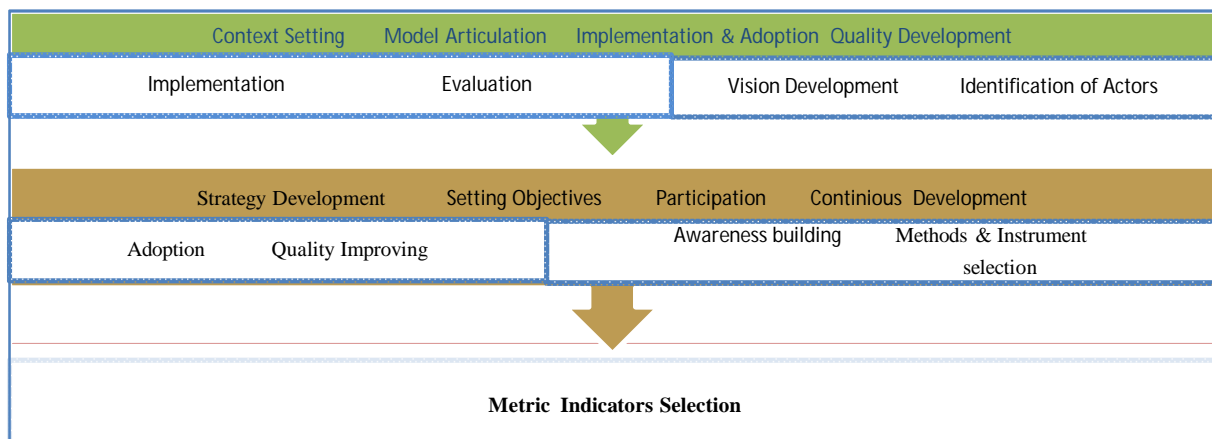 Context Setting Model Articulation Implementation & Adoption Quality Development
Implementation Evaluation Vision Development Identification of Actors
Strategy Development Setting Objectives Participation Continious Development
Adoption Quality Improving Awareness building Methods & Instrument
selection
Metric Indicators Selection